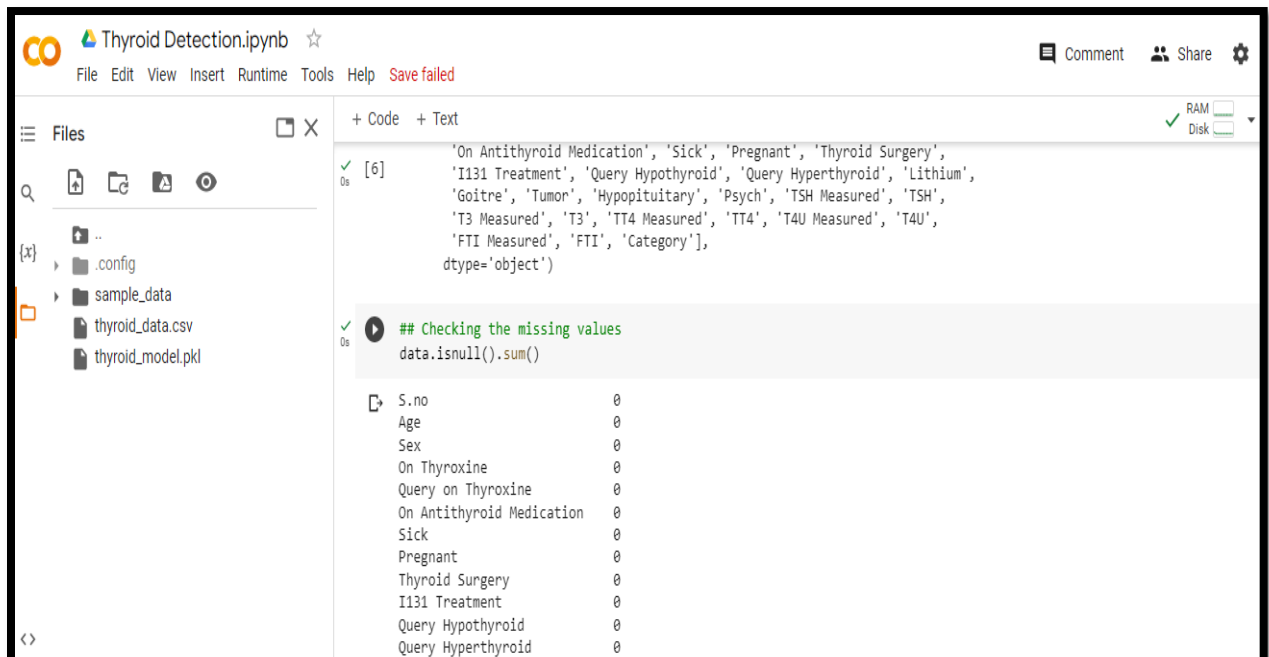 Thyroid Detection.ipynb
File Edit View Insert Runtime Tools Help Save failed
Comment Share
Files
+ Code + Text
RAM
Disk
{x}
..
.config
sample_data
thyroid_data.csv
thyroid_model.pkl
<>
0s
[6]
'On Antithyroid Medication', 'Sick', 'Pregnant', 'Thyroid Surgery',
'I131 Treatment', 'Query Hypothyroid', 'Query Hyperthyroid', 'Lithium',
'Goitre', 'Tumor', 'Hypopituitary', 'Psych', 'TSH Measured', 'TSH',
'T3 Measured', 'T3', 'TT4 Measured', 'TT4', 'T4U Measured', 'T4U',
'FTI Measured', 'FTI', 'Category'],
dtype='object')
0s
## Checking the missing values
data.isnull().sum()
S.no 0
Age 0
Sex 0
On Thyroxine 0
Query on Thyroxine 0
On Antithyroid Medication 0
Sick 0
Pregnant 0
Thyroid Surgery 0
I131 Treatment 0
Query Hypothyroid 0
Query Hyperthyroid 0